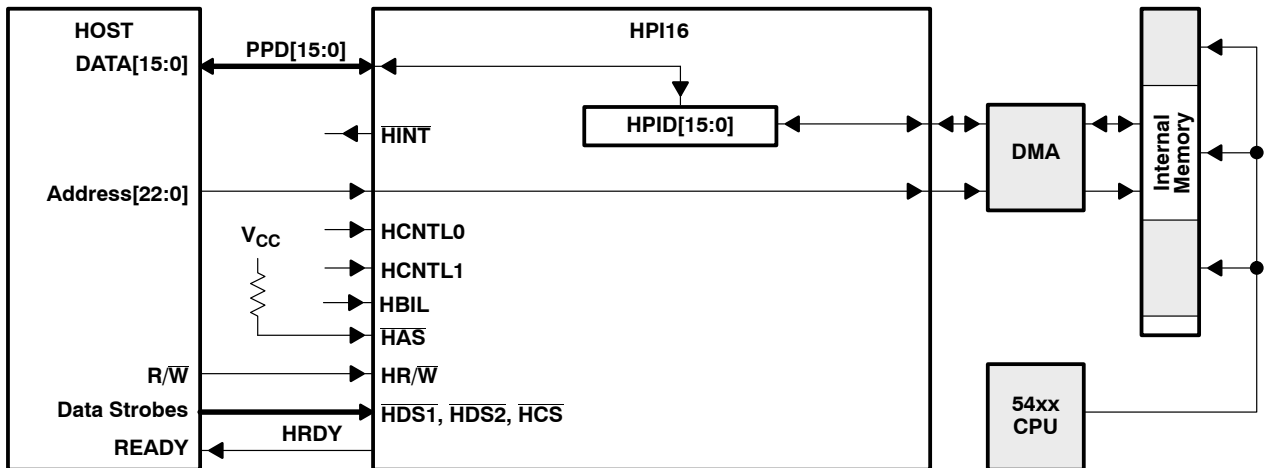 HOST
DATA[15:0]
PPD[15:0]
HPI16
HPID[15:0]
HINT
DMA
Internal
Memory
Address[22:0]
HCNTL0
VCC
HCNTL1
HBIL
HAS
R/W
HR/W
Data Strobes
HDS1, HDS2, HCS
READY
HRDY
54xx
CPU